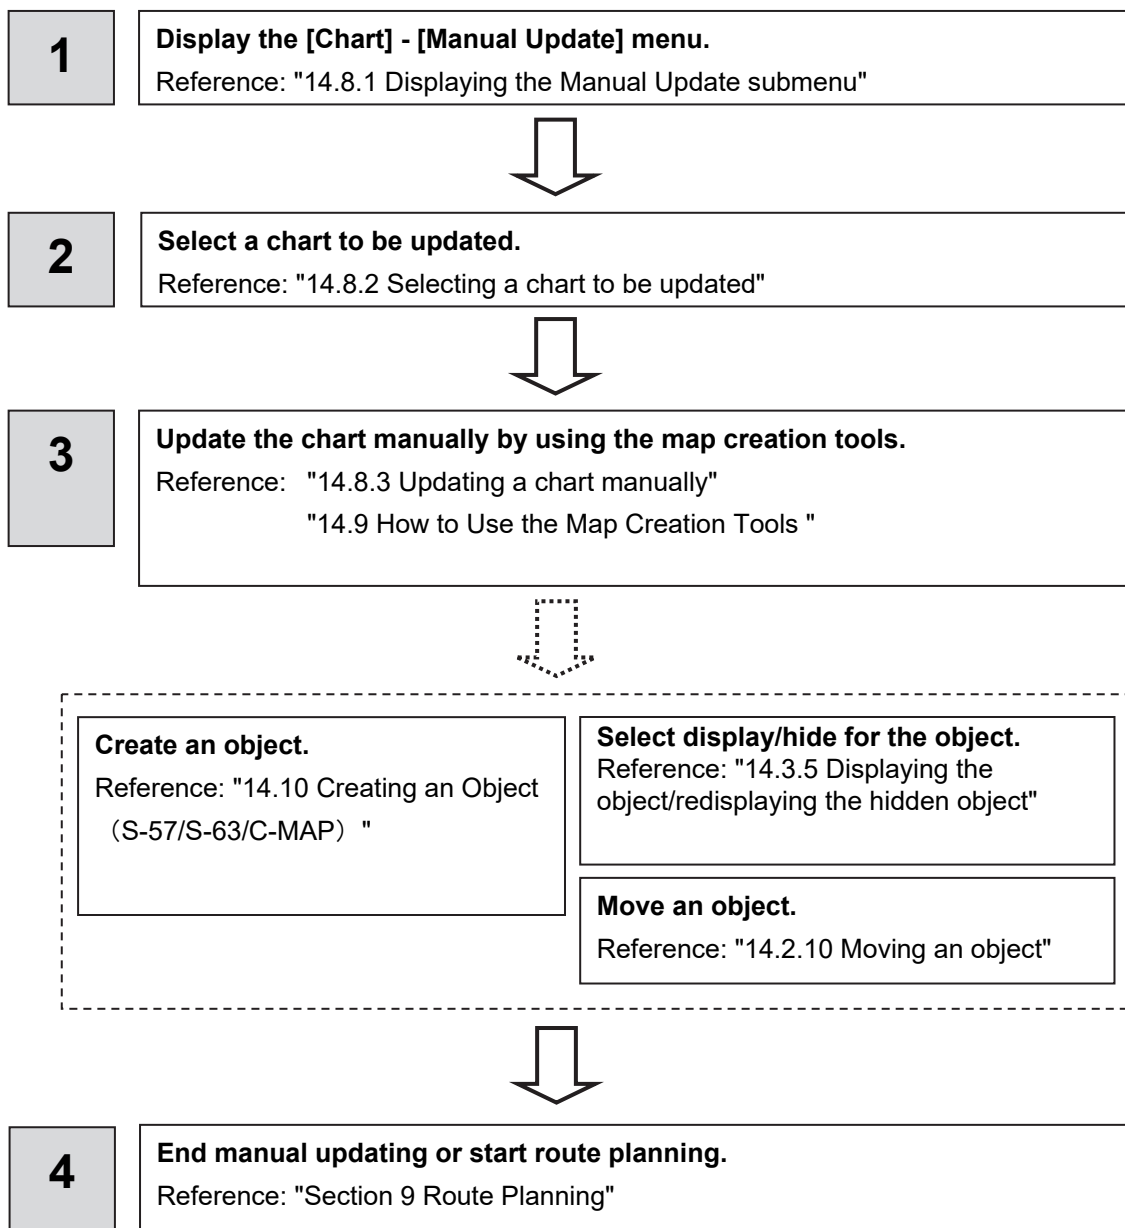 1
Display the [Chart] - [Manual Update] menu.
Reference: "14.8.1 Displaying the Manual Update submenu"
2
Select a chart to be updated.
Reference: "14.8.2 Selecting a chart to be updated"
3
Update the chart manually by using the map creation tools.
Reference: "14.8.3 Updating a chart manually"
"14.9 How to Use the Map Creation Tools "
Create an object.
Reference: "14.10 Creating an Object
（S-57/S-63/C-MAP）"
Select display/hide for the object.
Reference: "14.3.5 Displaying the
object/redisplaying the hidden object"
Move an object.
Reference: "14.2.10 Moving an object"
4
End manual updating or start route planning.
Reference: "Section 9 Route Planning"